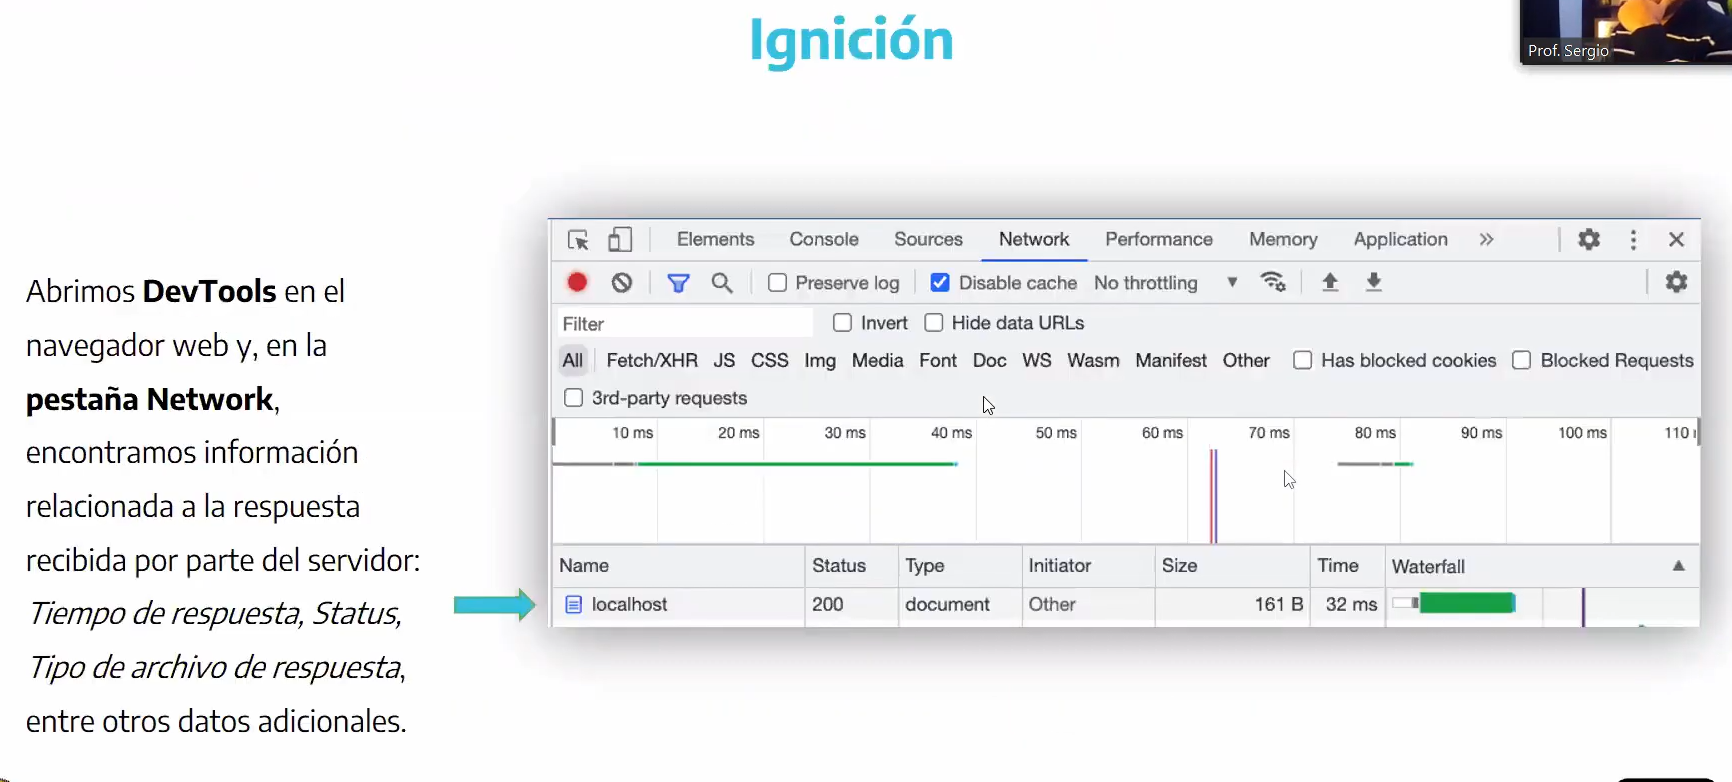 Ignición
Prof. Sergio
Abrimos DevTools en el
navegador web y, en la
pestaña Network,
encontramos información
relacionada a la respuesta
recibida por parte del servidor:
Tiempo de respuesta, Status,
Tipo de archivo de respuesta,
entre otros datos adicionales.
Elements Console Sources Network Performance Memory Application
Preserve log Disable cache No throttling
Filter Invert Hide data URLs
All Fetch/XHR JS CSS Img Media Font Doc WS Wasm Manifest Other Has blocked cookies Blocked Requests
3rd-party requests
10 ms 20 ms 30 ms 40 ms 50 ms 60 ms 70 ms 80 ms 90 ms 100 ms 110
Name Status Type Initiator Size Time Waterfall
localhost 200 document Other 161 B 32 ms